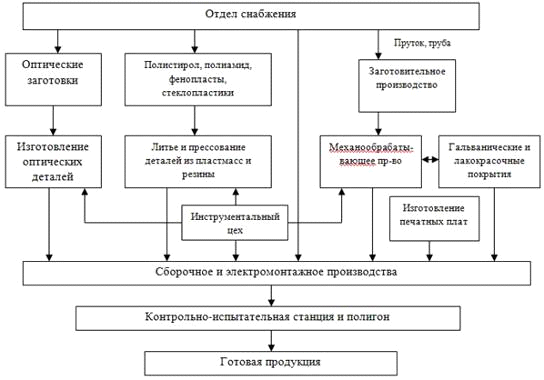 Отдел снабжения
Пруток, труба
Оптические
заготовки
Полистирол, полиамид,
фенопласты,
стеклопластики
Заготовительное
производство
Изготовление
оптических
деталей
Литье и прессование
деталей из пластмасс и
резины
Механообрабаты-
вающее пр-во
Гальванические и
лакокрасочные
покрытия
Инструментальный
цех
Изготовление
печатных плат
Сборочное и электромонтажное производства
Контрольно-испытательная станция и полигон
Готовая продукция